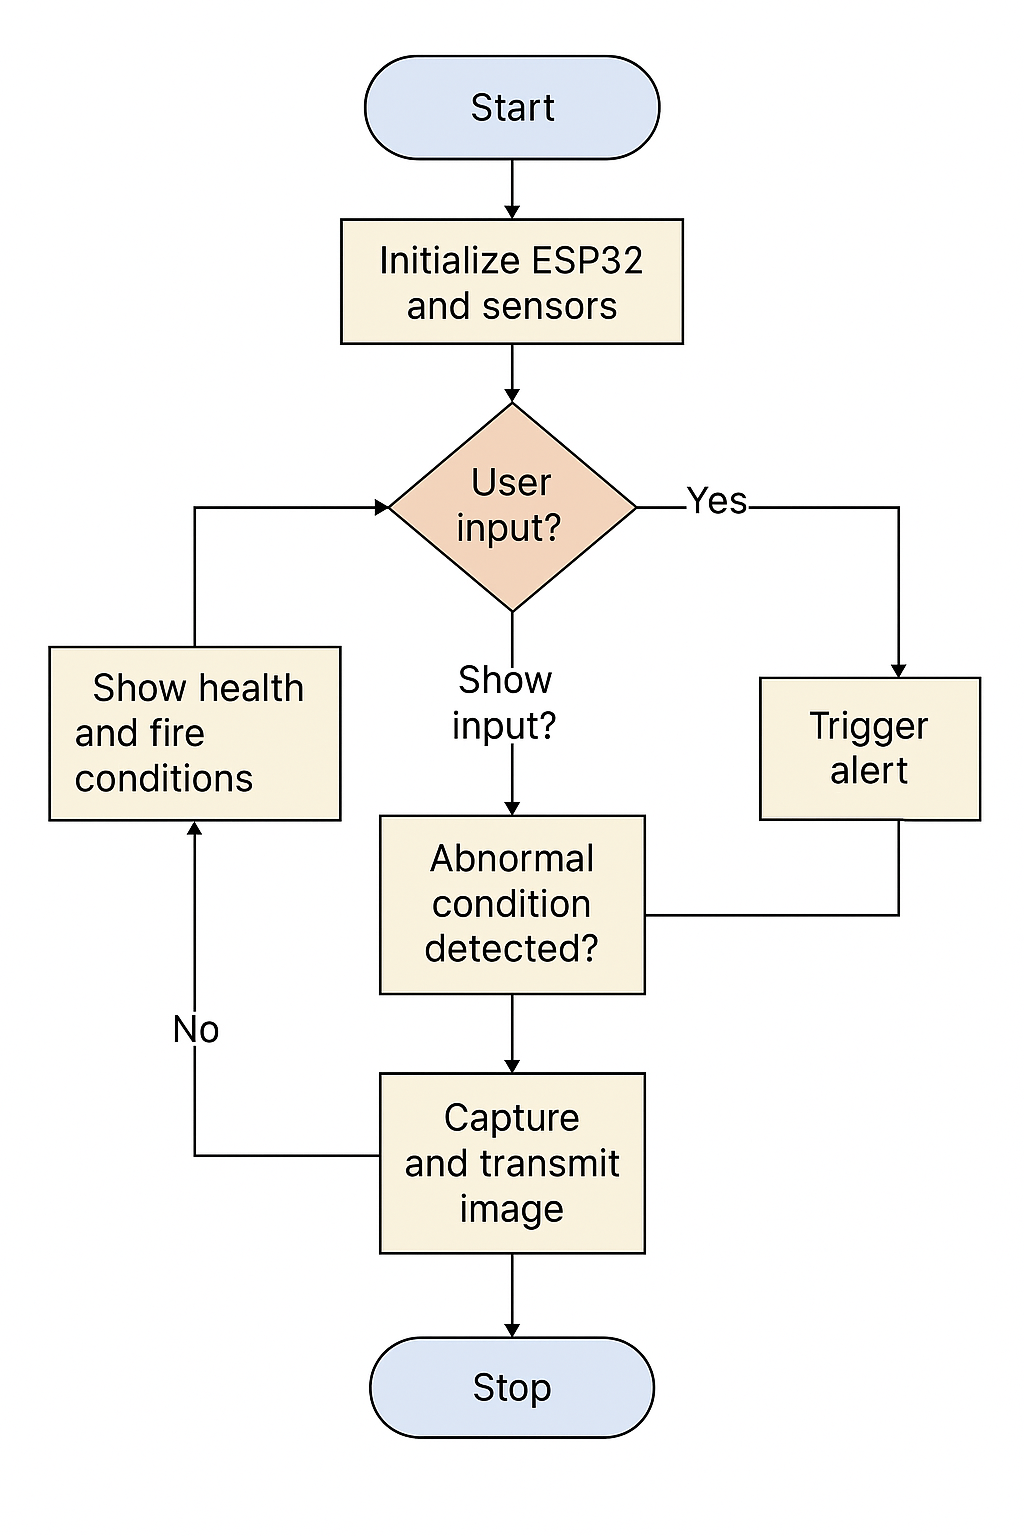 Start
Initialize ESP32
and sensors
User
input?
Yes
Show
input?
Show health
and fire
conditions
Trigger
alert
Abnormal
condition
detected?
No
Capture
and transmit
image
Stop